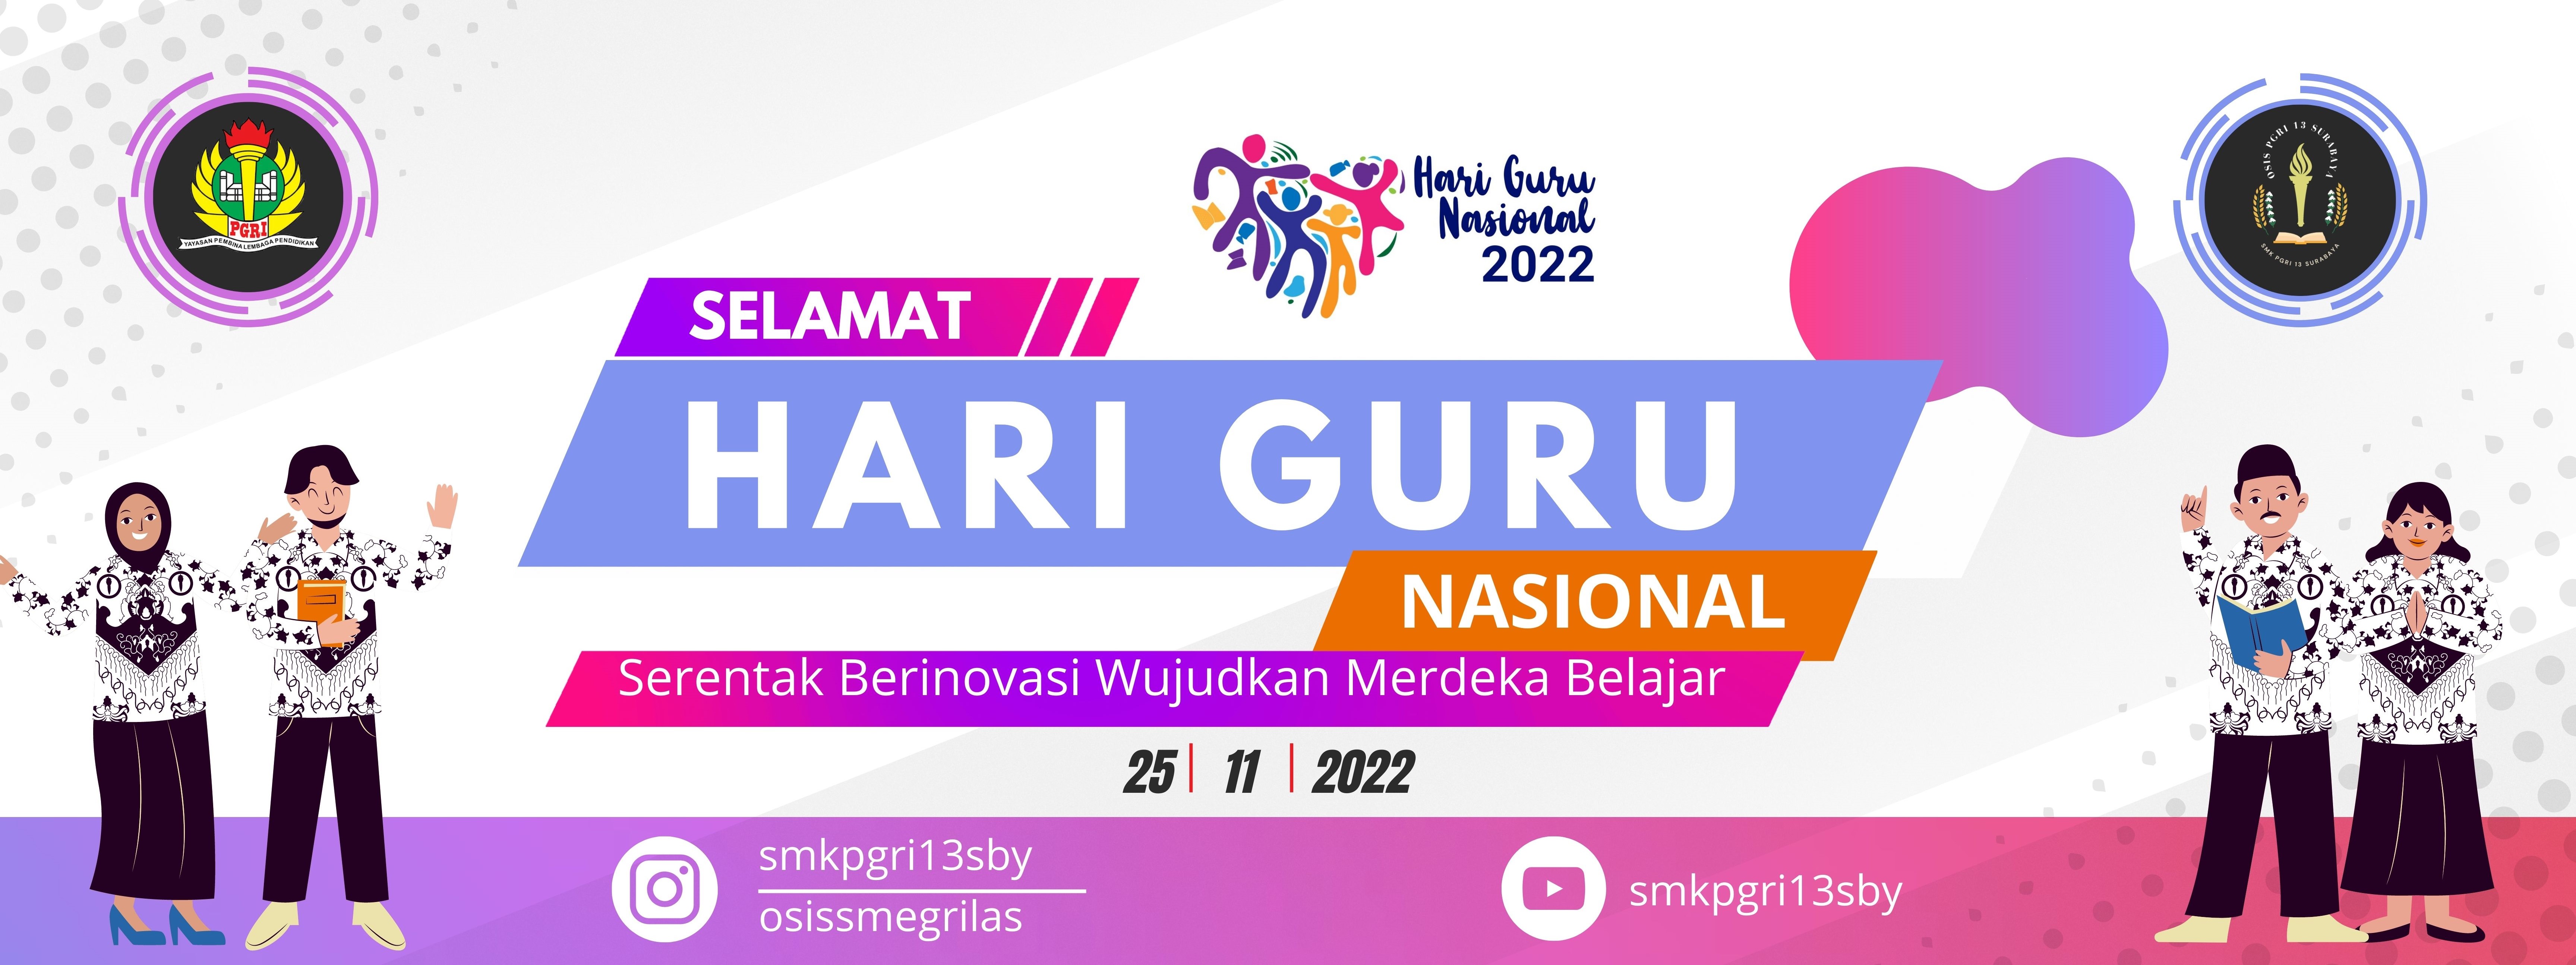 PGRI
YAYASAN PEMBINA LEMBAGA PENDIDIKAN
Hari Guru
Nasional
2022
OSIS PGRI 13 SURABAYA
SMK PGRI 13 SURABAYA
SELAMAT
HARI GURU
NASIONAL
Serentak Berinovasi Wujudkan Merdeka Belajar
25 | 11 | 2022
smkpgri13sby
osissmegrilas
smkpgri13sby